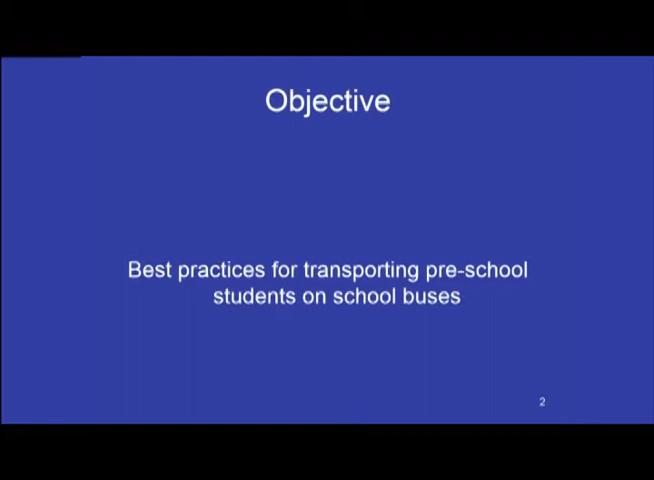 Objective
Best practices for transporting pre-school
students on school buses
2